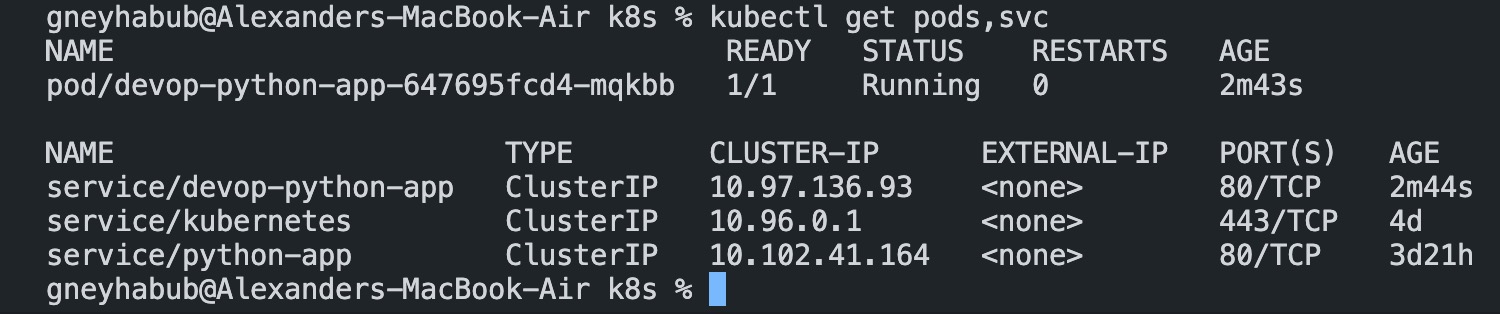 gneyhabub@Alexanders-MacBook-Air k8s % kubectl get pods,svc
NAME READY STATUS RESTARTS AGE
pod/devop-python-app-647695fcd4-mqkbb 1/1 Running 0 2m43s
NAME TYPE CLUSTER-IP EXTERNAL-IP PORT(S) AGE
service/devop-python-app ClusterIP 10.97.136.93 <none> 80/TCP 2m44s
service/kubernetes ClusterIP 10.96.0.1 <none> 443/TCP 4d
service/python-app ClusterIP 10.102.41.164 <none> 80/TCP 3d21h
gneyhabub@Alexanders-MacBook-Air k8s %